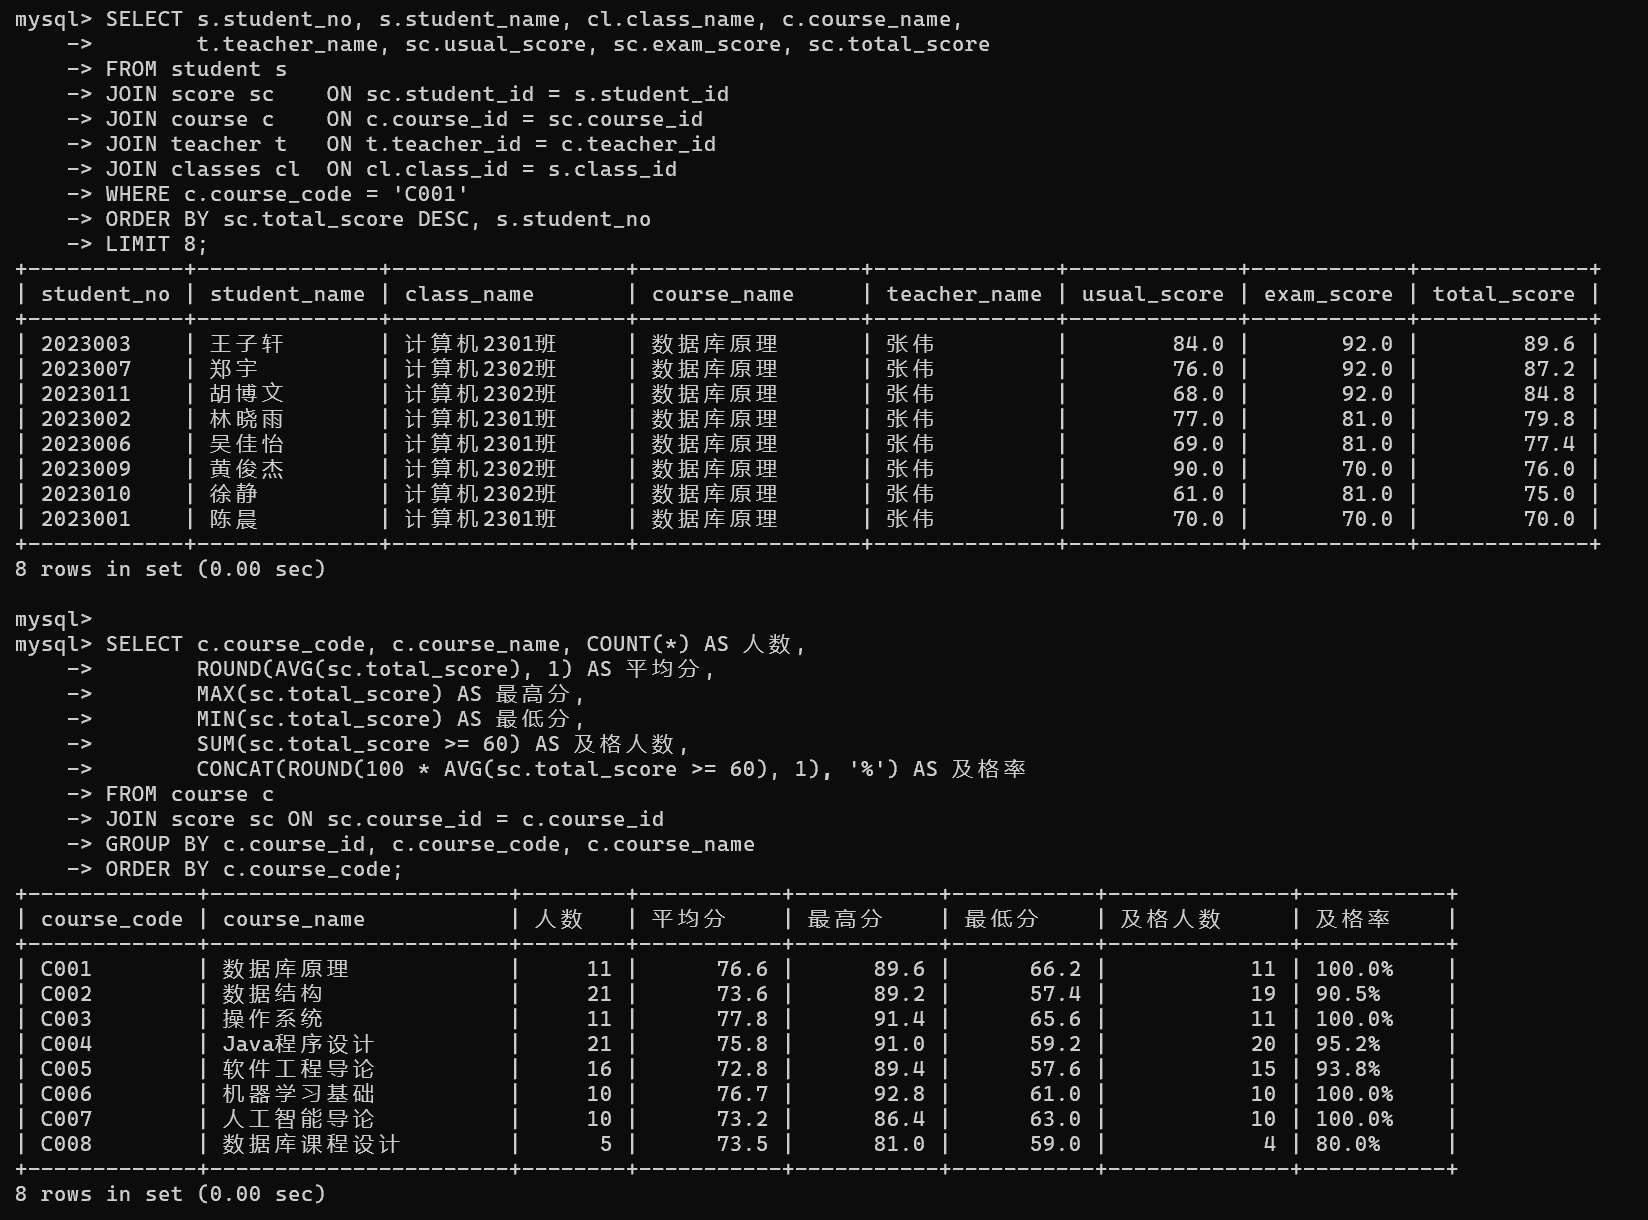 mysql> SELECT s.student_no, s.student_name, cl.class_name, c.course_name,
    ->        t.teacher_name, sc.usual_score, sc.exam_score, sc.total_score
    -> FROM student s
    -> JOIN score sc    ON sc.student_id = s.student_id
    -> JOIN course c    ON c.course_id = sc.course_id
    -> JOIN teacher t   ON t.teacher_id = c.teacher_id
    -> JOIN classes cl  ON cl.class_id = s.class_id
    -> WHERE c.course_code = 'C001'
    -> ORDER BY sc.total_score DESC, s.student_no
    -> LIMIT 8;
+------------+--------------+------------------+-----------------+--------------+-------------+------------+-------------+
| student_no | student_name | class_name       | course_name     | teacher_name | usual_score | exam_score | total_score |
+------------+--------------+------------------+-----------------+--------------+-------------+------------+-------------+
| 2023003    | 王子轩       | 计算机2301班     | 数据库原理      | 张伟         |        84.0 |       92.0 |        89.6 |
| 2023007    | 郑宇         | 计算机2302班     | 数据库原理      | 张伟         |        76.0 |       92.0 |        87.2 |
| 2023011    | 胡博文       | 计算机2302班     | 数据库原理      | 张伟         |        68.0 |       92.0 |        84.8 |
| 2023002    | 林晓雨       | 计算机2301班     | 数据库原理      | 张伟         |        77.0 |       81.0 |        79.8 |
| 2023006    | 吴佳怡       | 计算机2301班     | 数据库原理      | 张伟         |        69.0 |       81.0 |        77.4 |
| 2023009    | 黄俊杰       | 计算机2302班     | 数据库原理      | 张伟         |        90.0 |       70.0 |        76.0 |
| 2023010    | 徐静         | 计算机2302班     | 数据库原理      | 张伟         |        61.0 |       81.0 |        75.0 |
| 2023001    | 陈晨         | 计算机2301班     | 数据库原理      | 张伟         |        70.0 |       70.0 |        70.0 |
+------------+--------------+------------------+-----------------+--------------+-------------+------------+-------------+
8 rows in set (0.00 sec)

mysql>
mysql> SELECT c.course_code, c.course_name, COUNT(*) AS 人数,
    ->        ROUND(AVG(sc.total_score), 1) AS 平均分,
    ->        MAX(sc.total_score) AS 最高分,
    ->        MIN(sc.total_score) AS 最低分,
    ->        SUM(sc.total_score >= 60) AS 及格人数,
    ->        CONCAT(ROUND(100 * AVG(sc.total_score >= 60), 1), '%') AS 及格率
    -> FROM course c
    -> JOIN score sc ON sc.course_id = c.course_id
    -> GROUP BY c.course_id, c.course_code, c.course_name
    -> ORDER BY c.course_code;
+-------------+-----------------------+--------+-----------+-----------+-----------+--------------+-----------+
| course_code | course_name           | 人数   | 平均分    | 最高分    | 最低分    | 及格人数     | 及格率    |
+-------------+-----------------------+--------+-----------+-----------+-----------+--------------+-----------+
| C001        | 数据库原理            |     11 |      76.6 |      89.6 |      66.2 |           11 | 100.0%    |
| C002        | 数据结构              |     21 |      73.6 |      89.2 |      57.4 |           19 | 90.5%     |
| C003        | 操作系统              |     11 |      77.8 |      91.4 |      65.6 |           11 | 100.0%    |
| C004        | Java程序设计          |     21 |      75.8 |      91.0 |      59.2 |           20 | 95.2%     |
| C005        | 软件工程导论          |     16 |      72.8 |      89.4 |      57.6 |           15 | 93.8%     |
| C006        | 机器学习基础          |     10 |      76.7 |      92.8 |      61.0 |           10 | 100.0%    |
| C007        | 人工智能导论          |     10 |      73.2 |      86.4 |      63.0 |           10 | 100.0%    |
| C008        | 数据库课程设计        |      5 |      73.5 |      81.0 |      59.0 |            4 | 80.0%     |
+-------------+-----------------------+--------+-----------+-----------+-----------+--------------+-----------+
8 rows in set (0.00 sec)